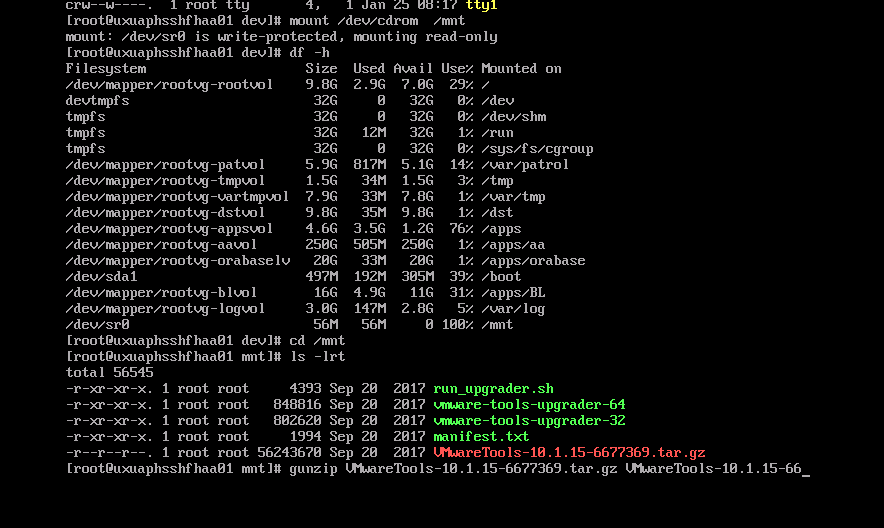 crw--w----.  1 root tty       4,   1 Jan 25 08:17 tty1
[root@uxuaphsshfhaa01 dev]# mount /dev/cdrom  /mnt
mount: /dev/sr0 is write-protected, mounting read-only
[root@uxuaphsshfhaa01 dev]# df -h
Filesystem                    Size  Used Avail Use% Mounted on
/dev/mapper/rootvg-rootvol    9.8G  2.9G  7.0G  29% /
devtmpfs                       32G     0   32G   0% /dev
tmpfs                          32G     0   32G   0% /dev/shm
tmpfs                          32G   12M   32G   1% /run
tmpfs                          32G     0   32G   0% /sys/fs/cgroup
/dev/mapper/rootvg-patvol     5.9G  817M  5.1G  14% /var/patrol
/dev/mapper/rootvg-tmpvol     1.5G   34M  1.5G   3% /tmp
/dev/mapper/rootvg-vartmpvol  7.9G   33M  7.8G   1% /var/tmp
/dev/mapper/rootvg-dstvol     9.8G   35M  9.8G   1% /dst
/dev/mapper/rootvg-appsvol    4.6G  3.5G  1.2G  76% /apps
/dev/mapper/rootvg-aavol      250G  505M  250G   1% /apps/aa
/dev/mapper/rootvg-orabaselv   20G   33M   20G   1% /apps/orabase
/dev/sda1                     497M  192M  305M  39% /boot
/dev/mapper/rootvg-blvol       16G  4.9G   11G  31% /apps/BL
/dev/mapper/rootvg-logvol     3.0G  147M  2.8G   5% /var/log
/dev/sr0                       56M   56M     0 100% /mnt
[root@uxuaphsshfhaa01 dev]# cd /mnt
[root@uxuaphsshfhaa01 mnt]# ls -lrt
total 56545
-r-xr-xr-x. 1 root root     4393 Sep 20  2017 run_upgrader.sh
-r-xr-xr-x. 1 root root   848816 Sep 20  2017 vmware-tools-upgrader-64
-r-xr-xr-x. 1 root root   802620 Sep 20  2017 vmware-tools-upgrader-32
-r-xr-xr-x. 1 root root     1994 Sep 20  2017 manifest.txt
-r--r--r--. 1 root root 56243670 Sep 20  2017 VMwareTools-10.1.15-6677369.tar.gz
[root@uxuaphsshfhaa01 mnt]# gunzip VMwareTools-10.1.15-6677369.tar.gz VMwareTools-10.1.15-66_